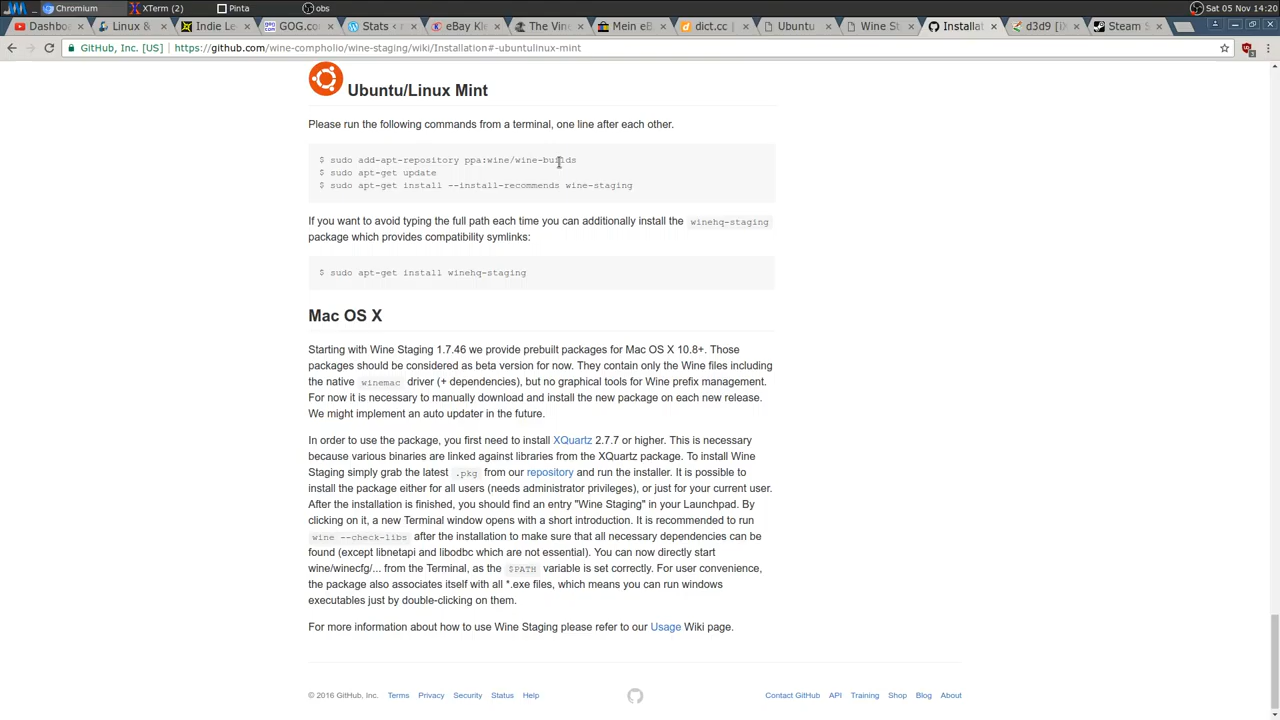 Chromium
XTerm (2)
Pinta
obs
Sat 05 Nov, 14:20
Dashbo
Linux &
Indie Le
GOG.co
Stats ‹
eBay Kle
The Vin
Mein eB
dict.cc |
Ubuntu
Wine St
Installa
d3d9 [i
Steam S
GitHub, Inc. [US]
https://github.com/wine-compholio/wine-staging/wiki/Installation#-ubuntulinux-mint
Ubuntu/Linux Mint
Please run the following commands from a terminal, one line after each other.
$ sudo add-apt-repository ppa:wine/wine-builds
$ sudo apt-get update
$ sudo apt-get install --install-recommends wine-staging
If you want to avoid typing the full path each time you can additionally install the winehq-staging
package which provides compatibility symlinks:
$ sudo apt-get install winehq-staging
Mac OS X
Starting with Wine Staging 1.7.46 we provide prebuilt packages for Mac OS X 10.8+. Those
packages should be considered as beta version for now. They contain only the Wine files including
the native winemac driver (+ dependencies), but no graphical tools for Wine prefix management.
For now it is necessary to manually download and install the new package on each new release.
We might implement an auto updater in the future.
In order to use the package, you first need to install XQuartz 2.7.7 or higher. This is necessary
because various binaries are linked against libraries from the XQuartz package. To install Wine
Staging simply grab the latest .pkg from our repository and run the installer. It is possible to
install the package either for all users (needs administrator privileges), or just for your current user.
After the installation is finished, you should find an entry "Wine Staging" in your Launchpad. By
clicking on it, a new Terminal window opens with a short introduction. It is recommended to run
wine --check-libs after the installation to make sure that all necessary dependencies can be
found (except libnetapi and libodbc which are not essential). You can now directly start
wine/winecfg/... from the Terminal, as the $PATH variable is set correctly. For user convenience,
the package also associates itself with all *.exe files, which means you can run windows
executables just by double-clicking on them.
For more information about how to use Wine Staging please refer to our Usage Wiki page.
© 2016 GitHub, Inc. Terms Privacy Security Status Help
Contact GitHub API Training Shop Blog About